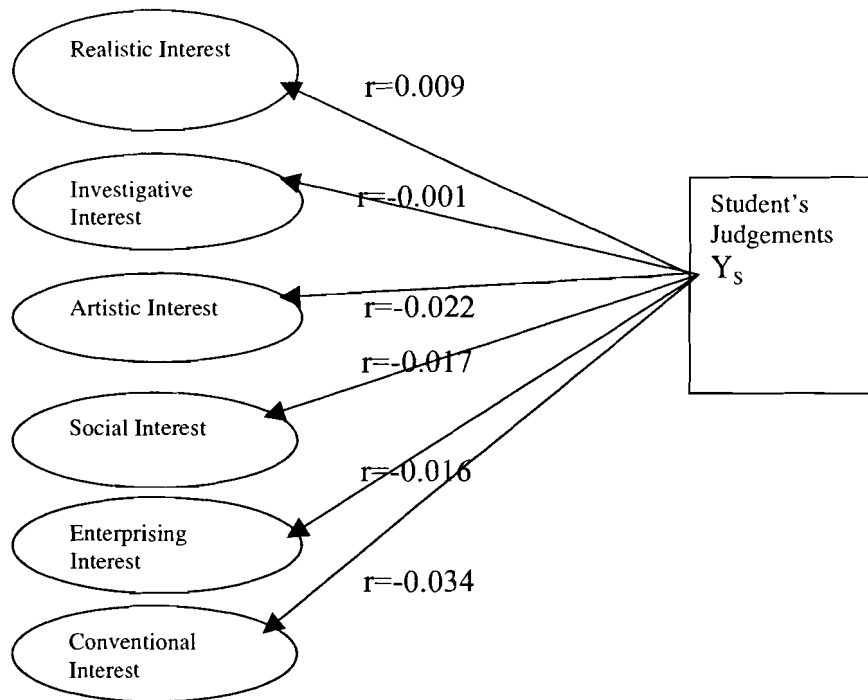 Realistic Interest
r=0.009
Investigative
Interest
r=-0.001
Student's
Judgements
Y_S
Artistic Interest
r=-0.022
r=-0.017
Social Interest
r=-0.016
Enterprising
Interest
r=-0.034
Conventional
Interest